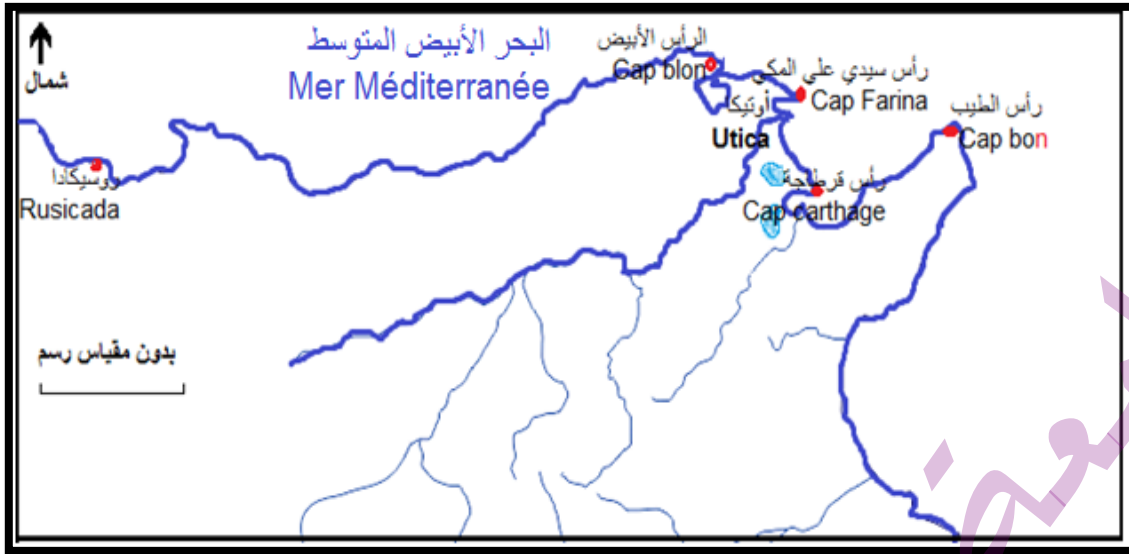 شمال
البحر الأبيض المتوسط
Mer Méditerranée
الرأس الأبيض
Cap blon
رأس سيدي علي المكي
Cap Farina
أوتيكا
Utica
رأس الطيب
Cap bon
رأس قرطاجة
Cap carthage
روسيكادا
Rusicada
بدون مقياس رسم